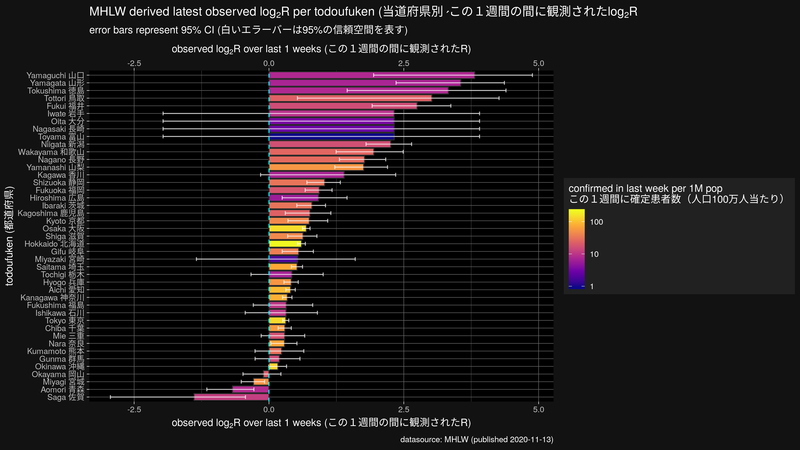 MHLW derived latest observed log₂R per todoufuken (当道府県別 -この１週間の間に観測されたlog₂R
error bars represent 95% CI (白いエラーバーは95%の信頼空間を表す)
observed log₂R over last 1 weeks (この１週間の間に観測されたR)
-2.5 0.0 2.5 5.0
todoufuken (都道府県)
Yamaguchi 山口
Yamagata 山形
Tokushima 徳島
Tottori 鳥取
Fukui 福井
Iwate 岩手
Oita 大分
Nagasaki 長崎
Toyama 富山
Niigata 新潟
Wakayama 和歌山
Nagano 長野
Yamanashi 山梨
Kagawa 香川
Shizuoka 静岡
Fukuoka 福岡
Hiroshima 広島
Ibaraki 茨城
Kagoshima 鹿児島
Kyoto 京都
Osaka 大阪
Shiga 滋賀
Hokkaido 北海道
Gifu 岐阜
Miyazaki 宮崎
Saitama 埼玉
Tochigi 栃木
Hyogo 兵庫
Aichi 愛知
Kanagawa 神奈川
Fukushima 福島
Ishikawa 石川
Tokyo 東京
Chiba 千葉
Mie 三重
Nara 奈良
Kumamoto 熊本
Gunma 群馬
Okinawa 沖縄
Okayama 岡山
Miyagi 宮城
Aomori 青森
Saga 佐賀
-2.5 0.0 2.5 5.0
observed log₂R over last 1 weeks (この１週間の間に観測されたR)
confirmed in last week per 1M pop
この１週間に確定患者数（人口100万人当たり）
100
10
1
datasource: MHLW (published 2020-11-13)